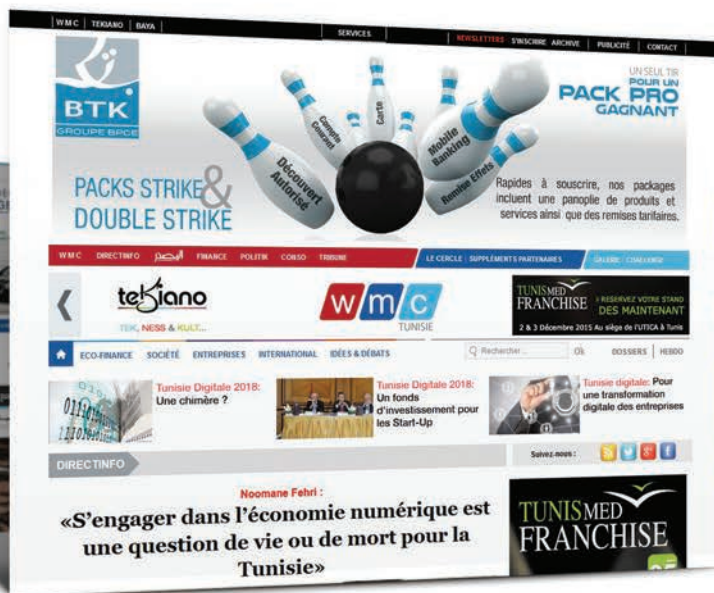 WMC TEKIANO BAYA SERVICES NEWSLETTERS S'INSCRIRE ARCHIVE PUBLICITÉ CONTACT
BTK
GROUPE BPCE
UN SEUL TIR
POUR UN
PACK PRO
GAGNANT
Découvert
Autorisé
Compte
Courant
Carte
Mobile
Banking
Remise Effets
PACKS STRIKE &
DOUBLE STRIKE
Rapides à souscrire, nos packages
incluent une panoplie de produits et
services ainsi que des remises tarifaires.
WMC DIRECTINFO FINANCE POLITIK CONSO TRIBUNE LE CERCLE SUPPLÉMENTS PARTENAIRES GALERIE CHALLENGE
tekiano
TEK, NESS & KULT...
wmc
TUNISIE
TUNIS MED
FRANCHISE
RESERVEZ VOTRE STAND
DES MAINTENANT
2 & 3 Décembre 2015 Au siège de l'UTICA à Tunis
ECO-FINANCE SOCIÉTÉ ENTREPRISES INTERNATIONAL IDÉES & DÉBATS Rechercher... Ok DOSSIERS HEBDO
Tunisie Digitale 2018:
Une chimère ?
Tunisie Digitale 2018:
Un fonds
d'investissement pour
les Start-Up
Tunisie digitale: Pour
une transformation
digitale des entreprises
DIRECTINFO
Suivez-nous :
Noomane Fehri :
«S'engager dans l'économie numérique est
une question de vie ou de mort pour la
Tunisie»
TUNISMED
FRANCHISE